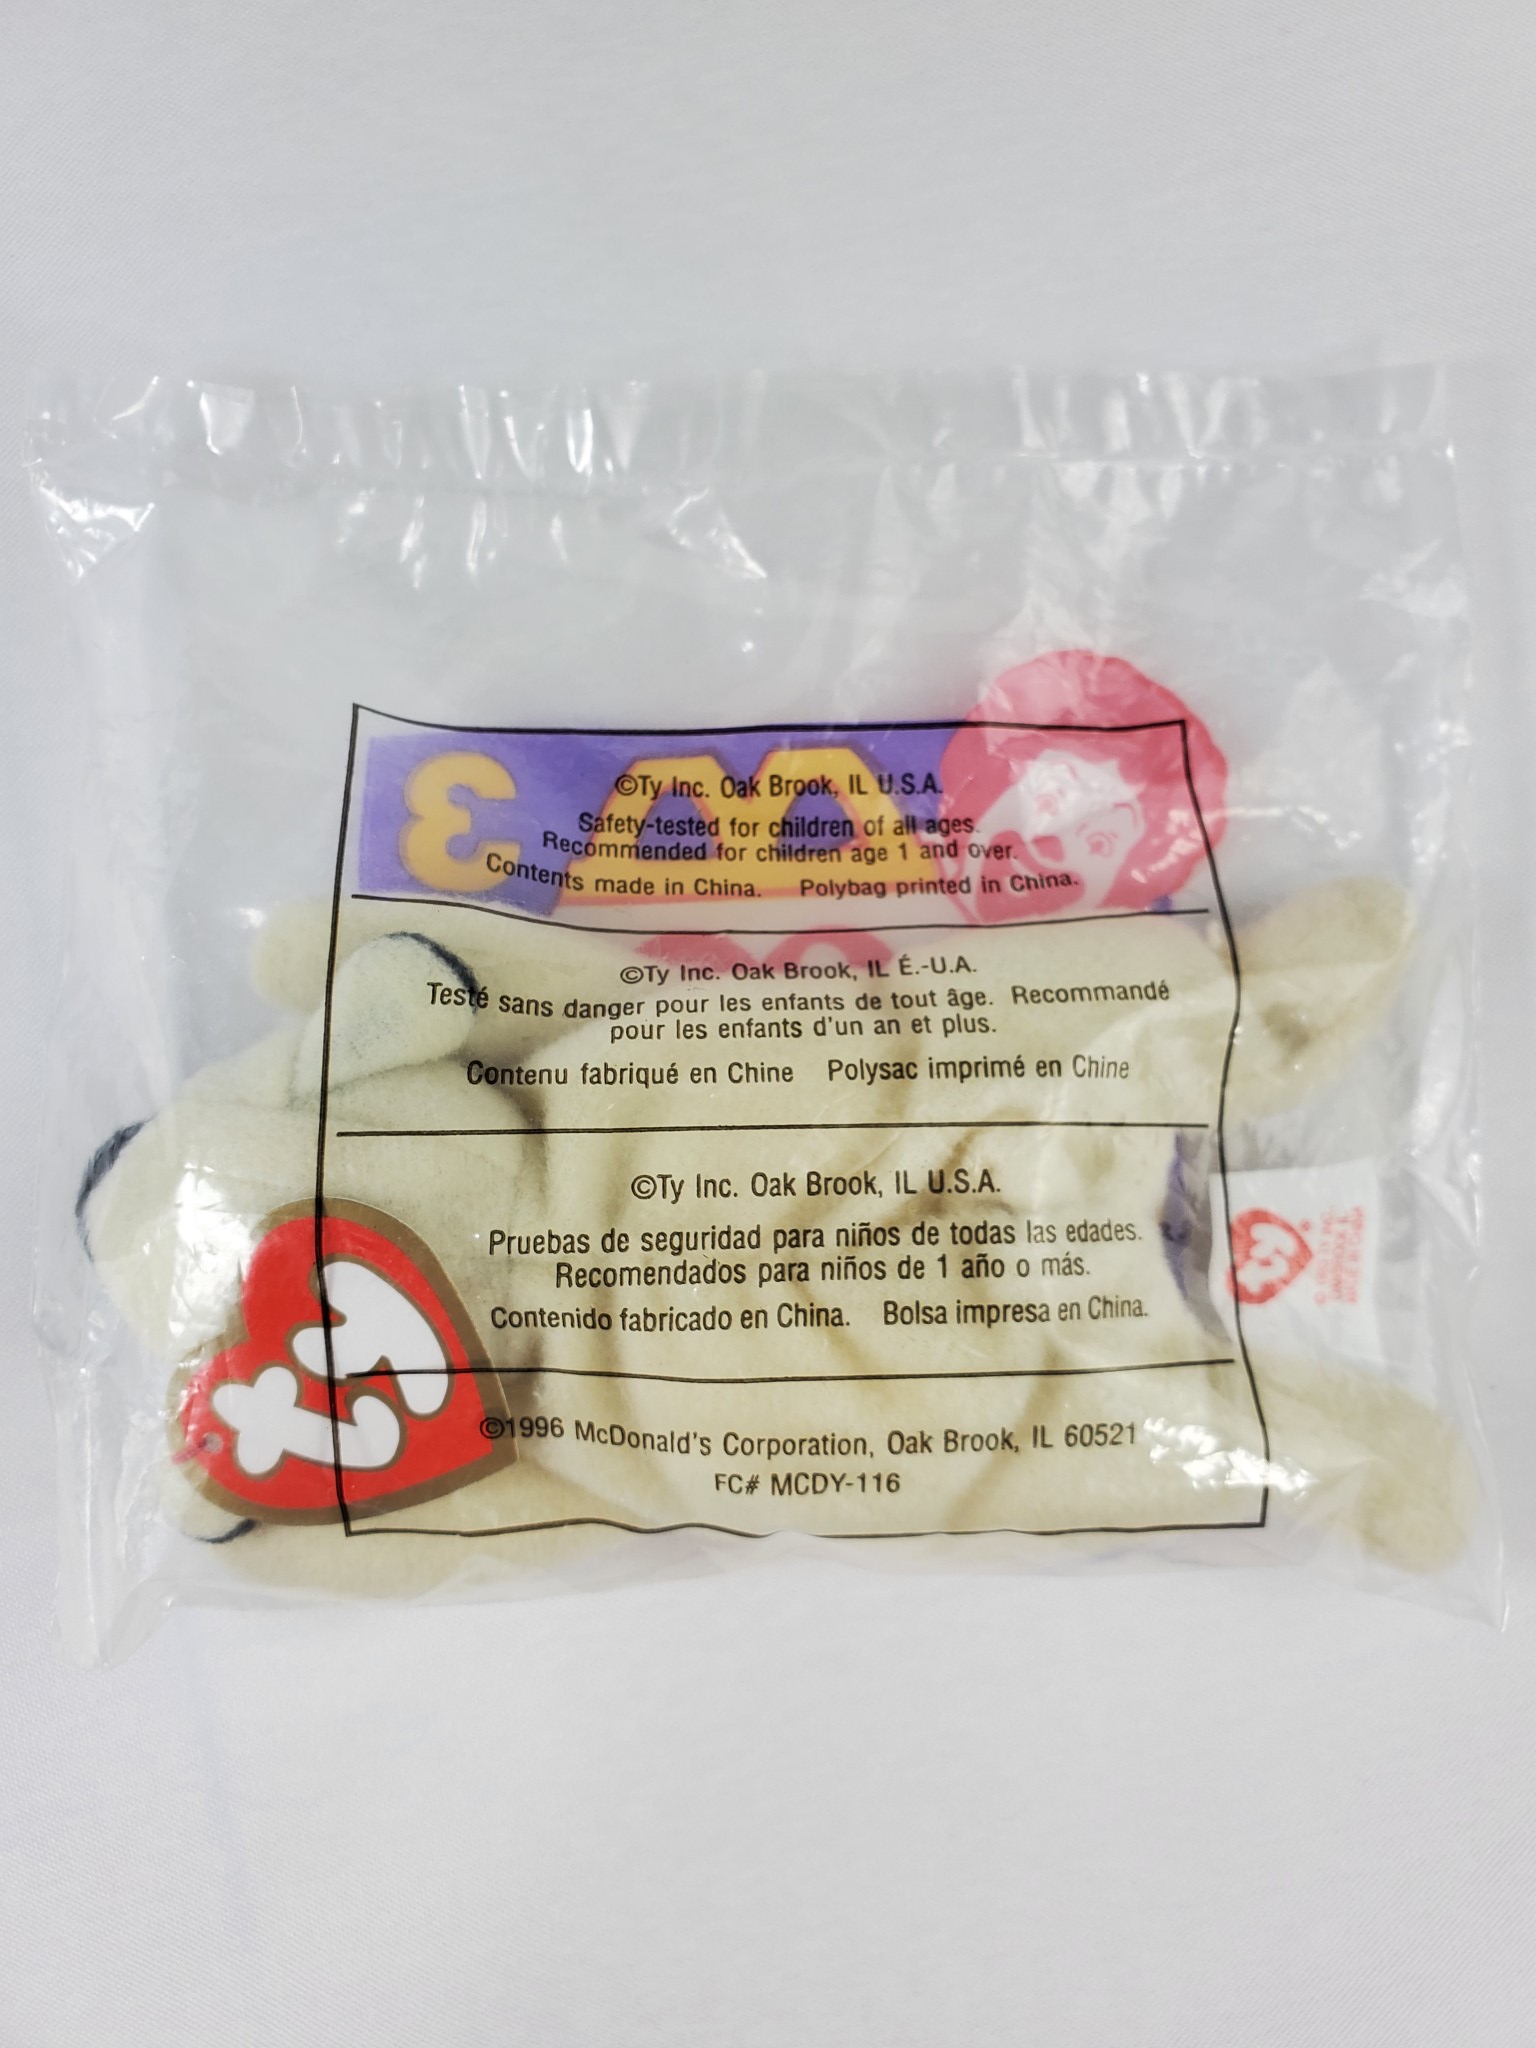 3
©Ty Inc. Oak Brook, IL U.S.A.
Safety-tested for children of all ages.
Recommended for children age 1 and over.
Contents made in China. Polybag printed in China.
©Ty Inc. Oak Brook, IL É.-U.A.
Testé sans danger pour les enfants de tout âge. Recommandé
pour les enfants d'un an et plus.
Contenu fabriqué en Chine Polysac imprimé en Chine
©Ty Inc. Oak Brook, IL U.S.A.
Pruebas de seguridad para niños de todas las edades.
Recomendados para niños de 1 año o más.
Contenido fabricado en China. Bolsa impresa en China.
©1996 McDonald's Corporation, Oak Brook, IL 60521
FC# MCDY-116
ty
ty